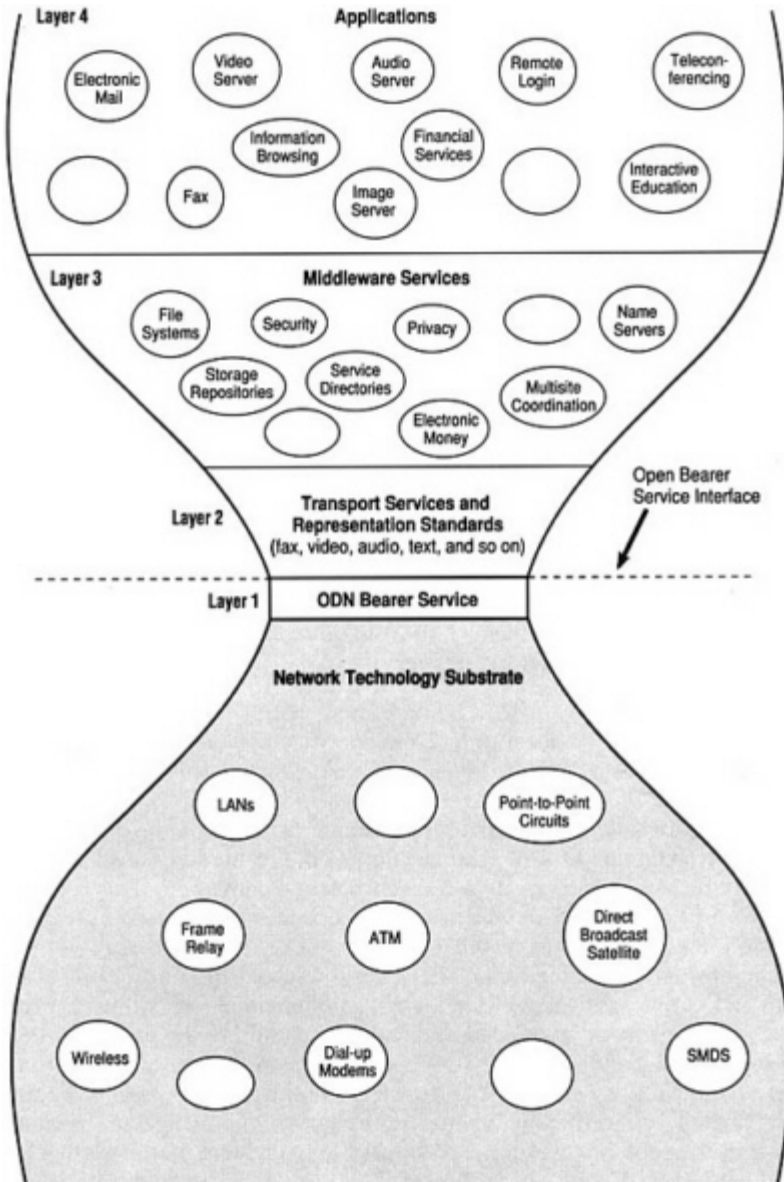 Layer 4
Applications
Electronic
Mail
Video
Server
Audio
Server
Remote
Login
Telecon-
ferencing
Information
Browsing
Financial
Services
Fax
Image
Server
Interactive
Education
Layer 3
Middleware Services
File
Systems
Security
Privacy
Name
Servers
Storage
Repositories
Service
Directories
Multisite
Coordination
Electronic
Money
Open Bearer
Service Interface
Layer 2
Transport Services and
Representation Standards
(fax, video, audio, text, and so on)
Layer 1
ODN Bearer Service
Network Technology Substrate
LANs
Point-to-Point
Circuits
Frame
Relay
ATM
Direct
Broadcast
Satellite
Wireless
Dial-up
Modems
SMDS